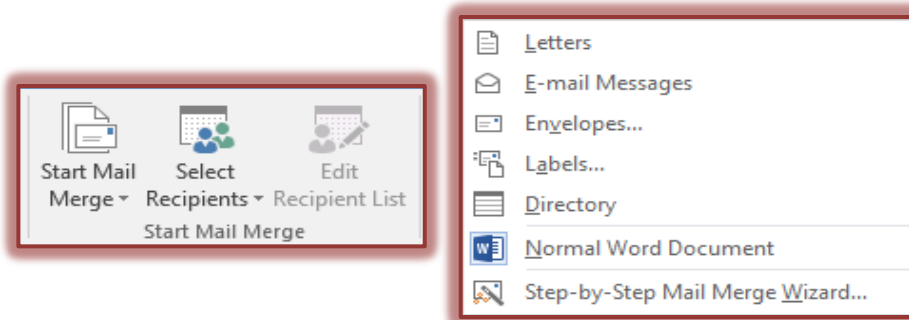 Start Mail Merge
Select Recipients
Edit Recipient List
Start Mail Merge
Letters
E-mail Messages
Envelopes...
Labels...
Directory
Normal Word Document
Step-by-Step Mail Merge Wizard...